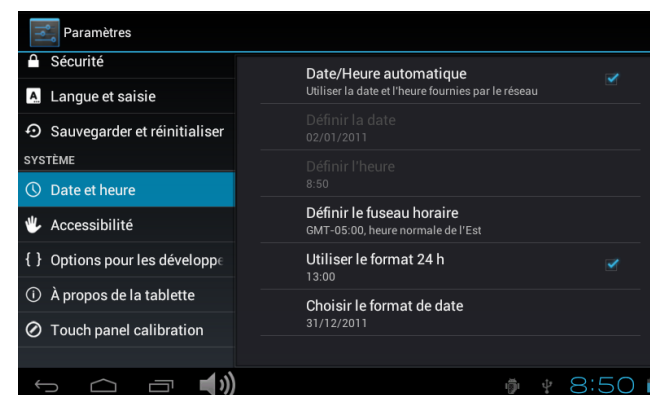 Paramètres
Sécurité
Langue et saisie
Sauvegarder et réinitialiser
SYSTÈME
Date et heure
Accessibilité
{ } Options pour les développe
À propos de la tablette
Touch panel calibration
Date/Heure automatique
Utiliser la date et l'heure fournies par le réseau
Définir la date
02/01/2011
Définir l'heure
8:50
Définir le fuseau horaire
GMT-05:00, heure normale de l'Est
Utiliser le format 24 h
13:00
Choisir le format de date
31/12/2011
8:50